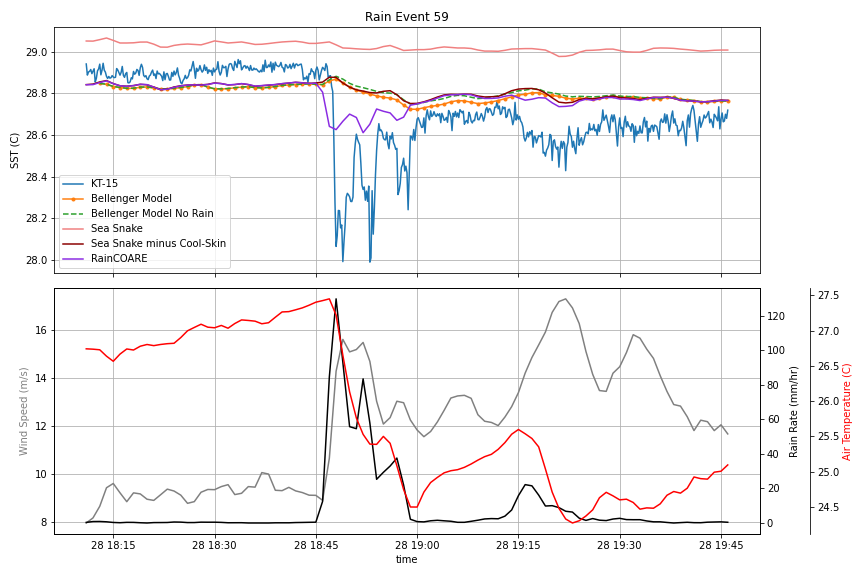 Rain Event 59
29.0
28.8
28.6
28.4
28.2
28.0
SST (C)
KT-15
Bellenger Model
Bellenger Model No Rain
Sea Snake
Sea Snake minus Cool-Skin
RainCOARE
16
14
12
10
8
Wind Speed (m/s)
120
100
80
60
40
20
0
Rain Rate (mm/hr)
27.5
27.0
26.5
26.0
25.5
25.0
24.5
Air Temperature (C)
28 18:15 28 18:30 28 18:45 28 19:00 28 19:15 28 19:30 28 19:45
time